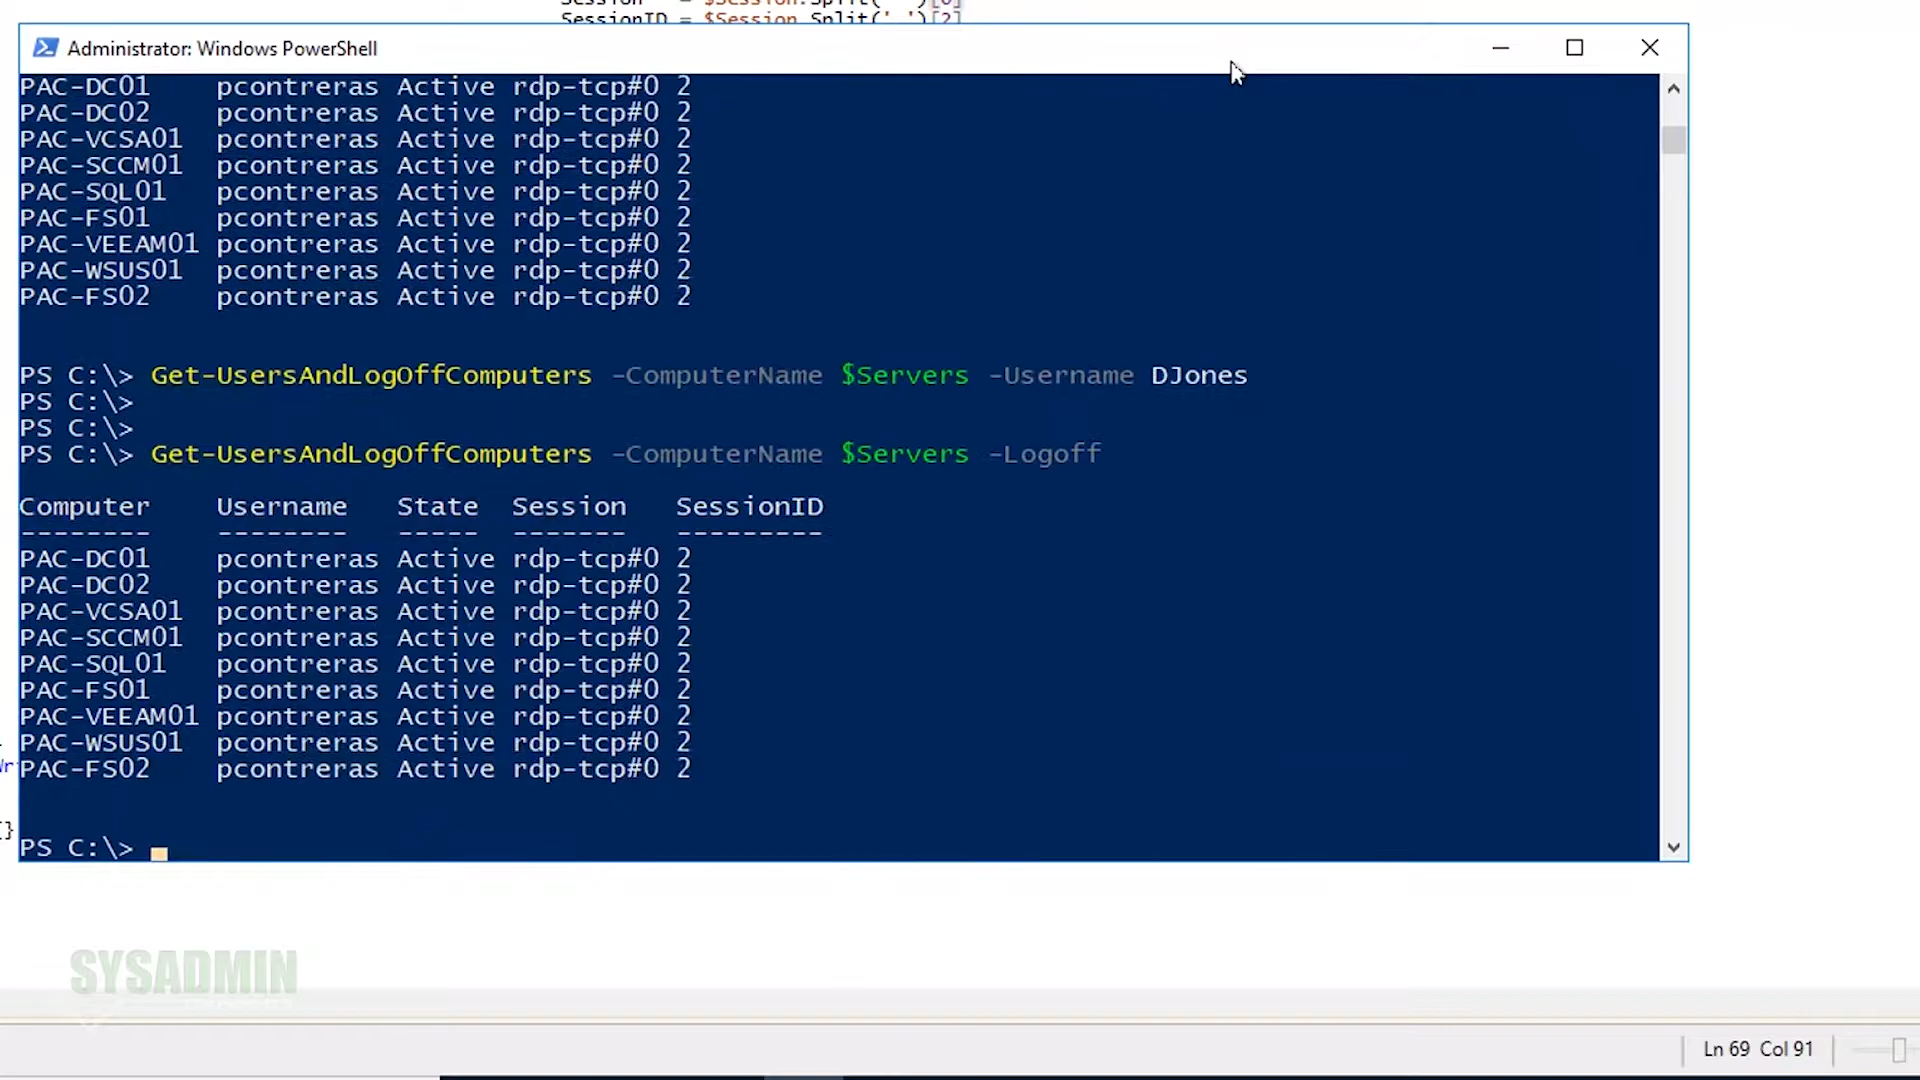 SessionID = $Session.Split(' ')[2]
Administrator: Windows PowerShell
PAC-DC01 pcontreras Active rdp-tcp#0 2
PAC-DC02 pcontreras Active rdp-tcp#0 2
PAC-VCSA01 pcontreras Active rdp-tcp#0 2
PAC-SCCM01 pcontreras Active rdp-tcp#0 2
PAC-SQL01 pcontreras Active rdp-tcp#0 2
PAC-FS01 pcontreras Active rdp-tcp#0 2
PAC-VEEAM01 pcontreras Active rdp-tcp#0 2
PAC-WSUS01 pcontreras Active rdp-tcp#0 2
PAC-FS02 pcontreras Active rdp-tcp#0 2
PS C:\> Get-UsersAndLogOffComputers -ComputerName $Servers -Username DJones
PS C:\>
PS C:\>
PS C:\> Get-UsersAndLogOffComputers -ComputerName $Servers -Logoff
Computer Username State Session SessionID
-------- -------- ----- ------- ---------
PAC-DC01 pcontreras Active rdp-tcp#0 2
PAC-DC02 pcontreras Active rdp-tcp#0 2
PAC-VCSA01 pcontreras Active rdp-tcp#0 2
PAC-SCCM01 pcontreras Active rdp-tcp#0 2
PAC-SQL01 pcontreras Active rdp-tcp#0 2
PAC-FS01 pcontreras Active rdp-tcp#0 2
PAC-VEEAM01 pcontreras Active rdp-tcp#0 2
PAC-WSUS01 pcontreras Active rdp-tcp#0 2
PAC-FS02 pcontreras Active rdp-tcp#0 2
{}
PS C:\>
SYSADMIN
Ln 69 Col 91